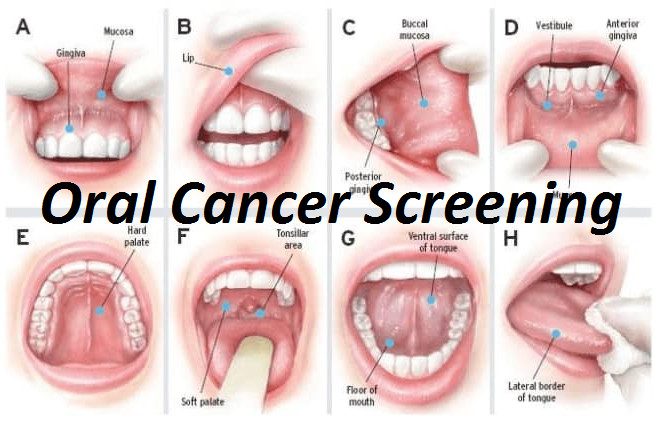 A
Mucosa
Gingiva
B
Lip
C
Buccal
mucosa
Posterior
gingiva
D
Vestibule
Anterior
gingiva
Oral Cancer Screening
E
Hard
palate
F
Tonsillar
area
Soft palate
G
Ventral surface
of tongue
Floor of
mouth
H
Lateral border
of tongue